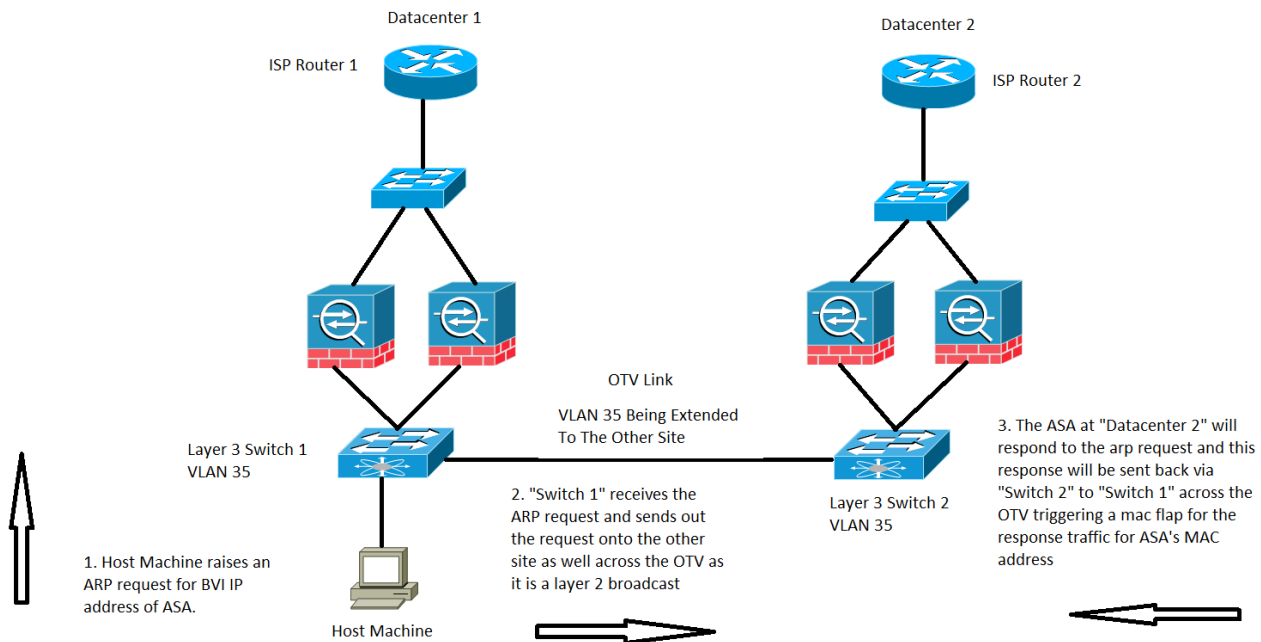 Datacenter 1
Datacenter 2
ISP Router 1
ISP Router 2
OTV Link
VLAN 35 Being Extended
To The Other Site
Layer 3 Switch 1
VLAN 35
Layer 3 Switch 2
VLAN 35
1. Host Machine raises an
ARP request for BVI IP
address of ASA.
Host Machine
2. "Switch 1" receives the
ARP request and sends out
the request onto the other
site as well across the OTV as
it is a layer 2 broadcast
3. The ASA at "Datacenter 2" will
respond to the arp request and this
response will be sent back via
"Switch 2" to "Switch 1" across the
OTV triggering a mac flap for the
response traffic for ASA's MAC
address